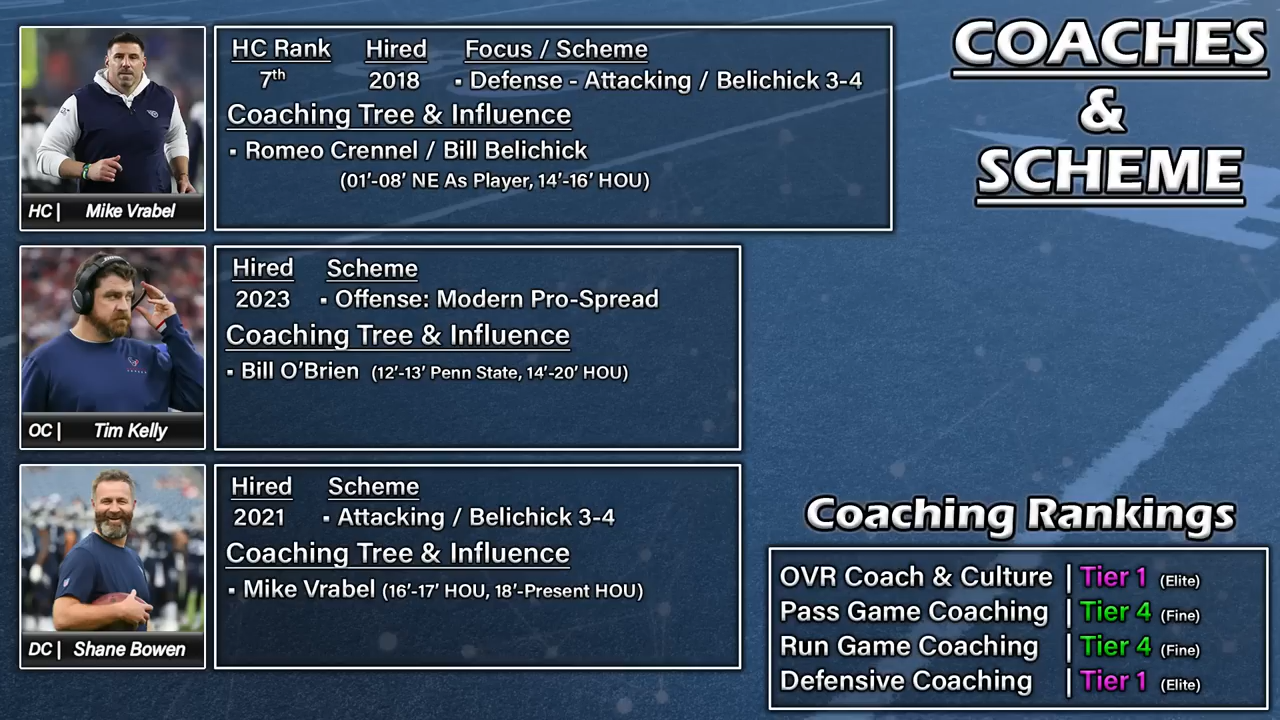 COACHES
&
SCHEME
HC Rank Hired Focus / Scheme
7th 2018 ▪ Defense - Attacking / Belichick 3-4
Coaching Tree & Influence
▪ Romeo Crennel / Bill Belichick
(01’-08’ NE As Player, 14’-16’ HOU)
HC | Mike Vrabel
Hired Scheme
2023 ▪ Offense: Modern Pro-Spread
Coaching Tree & Influence
▪ Bill O’Brien (12’-13’ Penn State, 14’-20’ HOU)
OC | Tim Kelly
Hired Scheme
2021 ▪ Attacking / Belichick 3-4
Coaching Tree & Influence
▪ Mike Vrabel (16’-17’ HOU, 18’-Present HOU)
DC | Shane Bowen
Coaching Rankings
OVR Coach & Culture | Tier 1 (Elite)
Pass Game Coaching | Tier 4 (Fine)
Run Game Coaching | Tier 4 (Fine)
Defensive Coaching | Tier 1 (Elite)